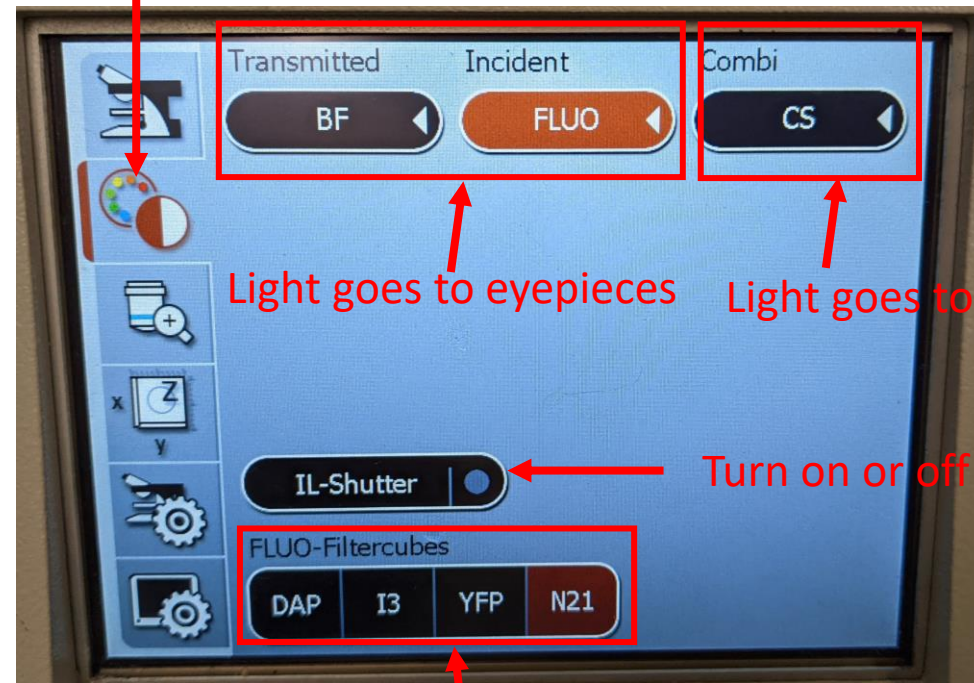 Transmitted Incident Combi
BF FLUO CS
Light goes to eyepieces Light goes to
IL-Shutter
Turn on or off
FLUO-Filtercubes
DAP I3 YFP N21
x Z
y